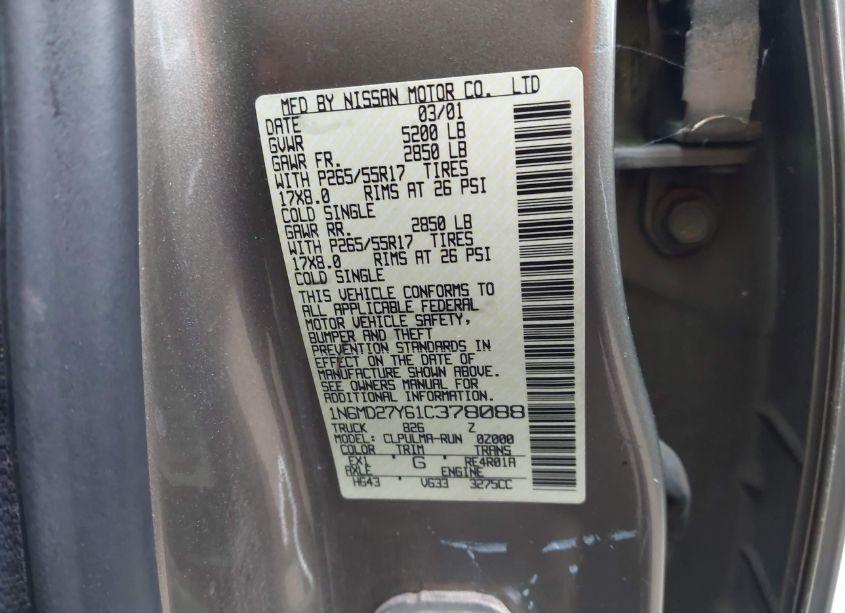 MFD BY NISSAN MOTOR CO. LTD
DATE 03/01
GVWR 5200 LB
GAWR FR. 2850 LB
WITH P265/55R17 TIRES
17X8.0 RIMS AT 26 PSI
COLD SINGLE
GAWR RR. 2850 LB
WITH P265/55R17 TIRES
17X8.0 RIMS AT 26 PSI
COLD SINGLE
THIS VEHICLE CONFORMS TO
ALL APPLICABLE FEDERAL
MOTOR VEHICLE SAFETY,
BUMPER AND THEFT
PREVENTION STANDARDS IN
EFFECT ON THE DATE OF
MANUFACTURE SHOWN ABOVE.
SEE OWNERS MANUAL FOR
ADDITIONAL INFORMATION.
1N6MD27Y61C378088
TRUCK 826 Z
MODEL: CLPULMA-RUN 0Z000
COLOR TRIM TRANS
EX1 G RE4R01A
AXLE ENGINE
HG43 VG33 3275CC